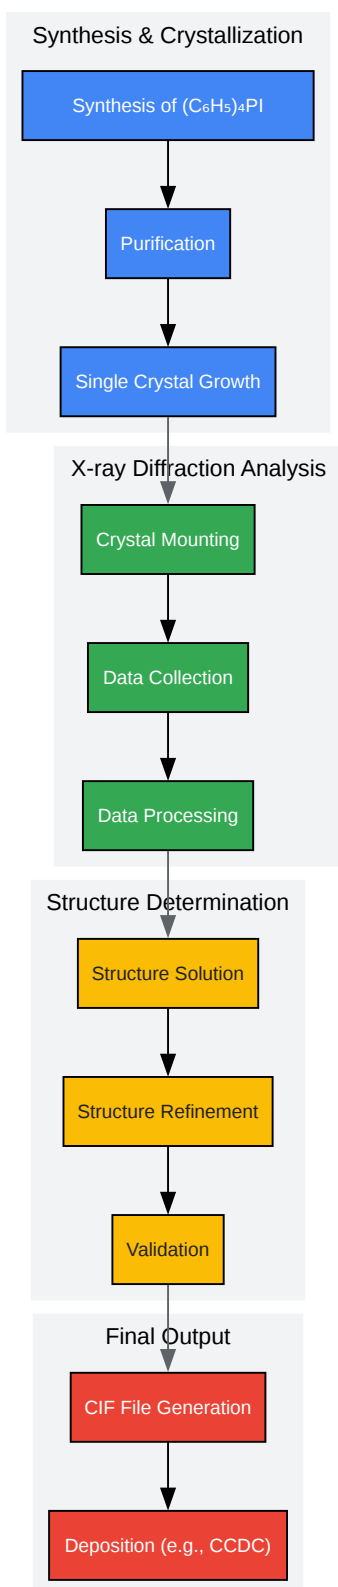 Synthesis & Crystallization
Synthesis of (C₆H₅)₄PI
Purification
Single Crystal Growth
X-ray Diffraction Analysis
Crystal Mounting
Data Collection
Data Processing
Structure Determination
Structure Solution
Structure Refinement
Validation
Final Output
CIF File Generation
Deposition (e.g., CCDC)